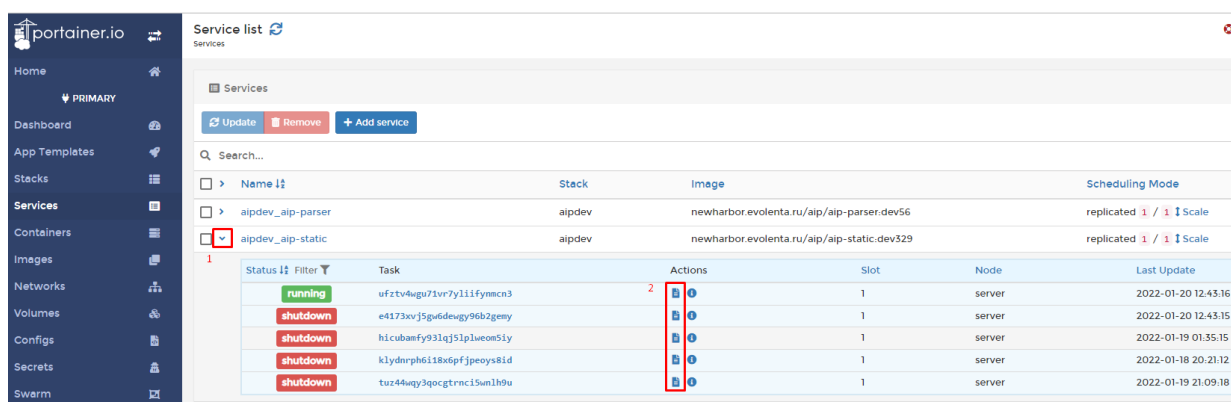 portainer.io
Home
PRIMARY
Dashboard
App Templates
Stacks
Services
Containers
Images
Networks
Volumes
Configs
Secrets
Swarm
Service list
Services
Services
Update Remove + Add service
Search...
Name Stack Image Scheduling Mode
aipdev_aip-parser aipdev newharbor.evolenta.ru/aip/aip-parser:dev56 replicated 1 / 1 Scale
aipdev_aip-static aipdev newharbor.evolenta.ru/aip/aip-static:dev329 replicated 1 / 1 Scale
1
Status Filter Task Actions Slot Node Last Update
2
running ufztv4wgu71vr7yliifynmcn3 1 server 2022-01-20 12:43:16
shutdown e4173xvj5gw6dewgy96b2gemy 1 server 2022-01-20 12:43:15
shutdown hicubamfy93lqj5lplweom5iy 1 server 2022-01-19 01:35:15
shutdown klydnrph6i18x6pfjpeoys8id 1 server 2022-01-18 20:21:12
shutdown tuz44wqy3qocgtrnci5wnlh9u 1 server 2022-01-19 21:09:18